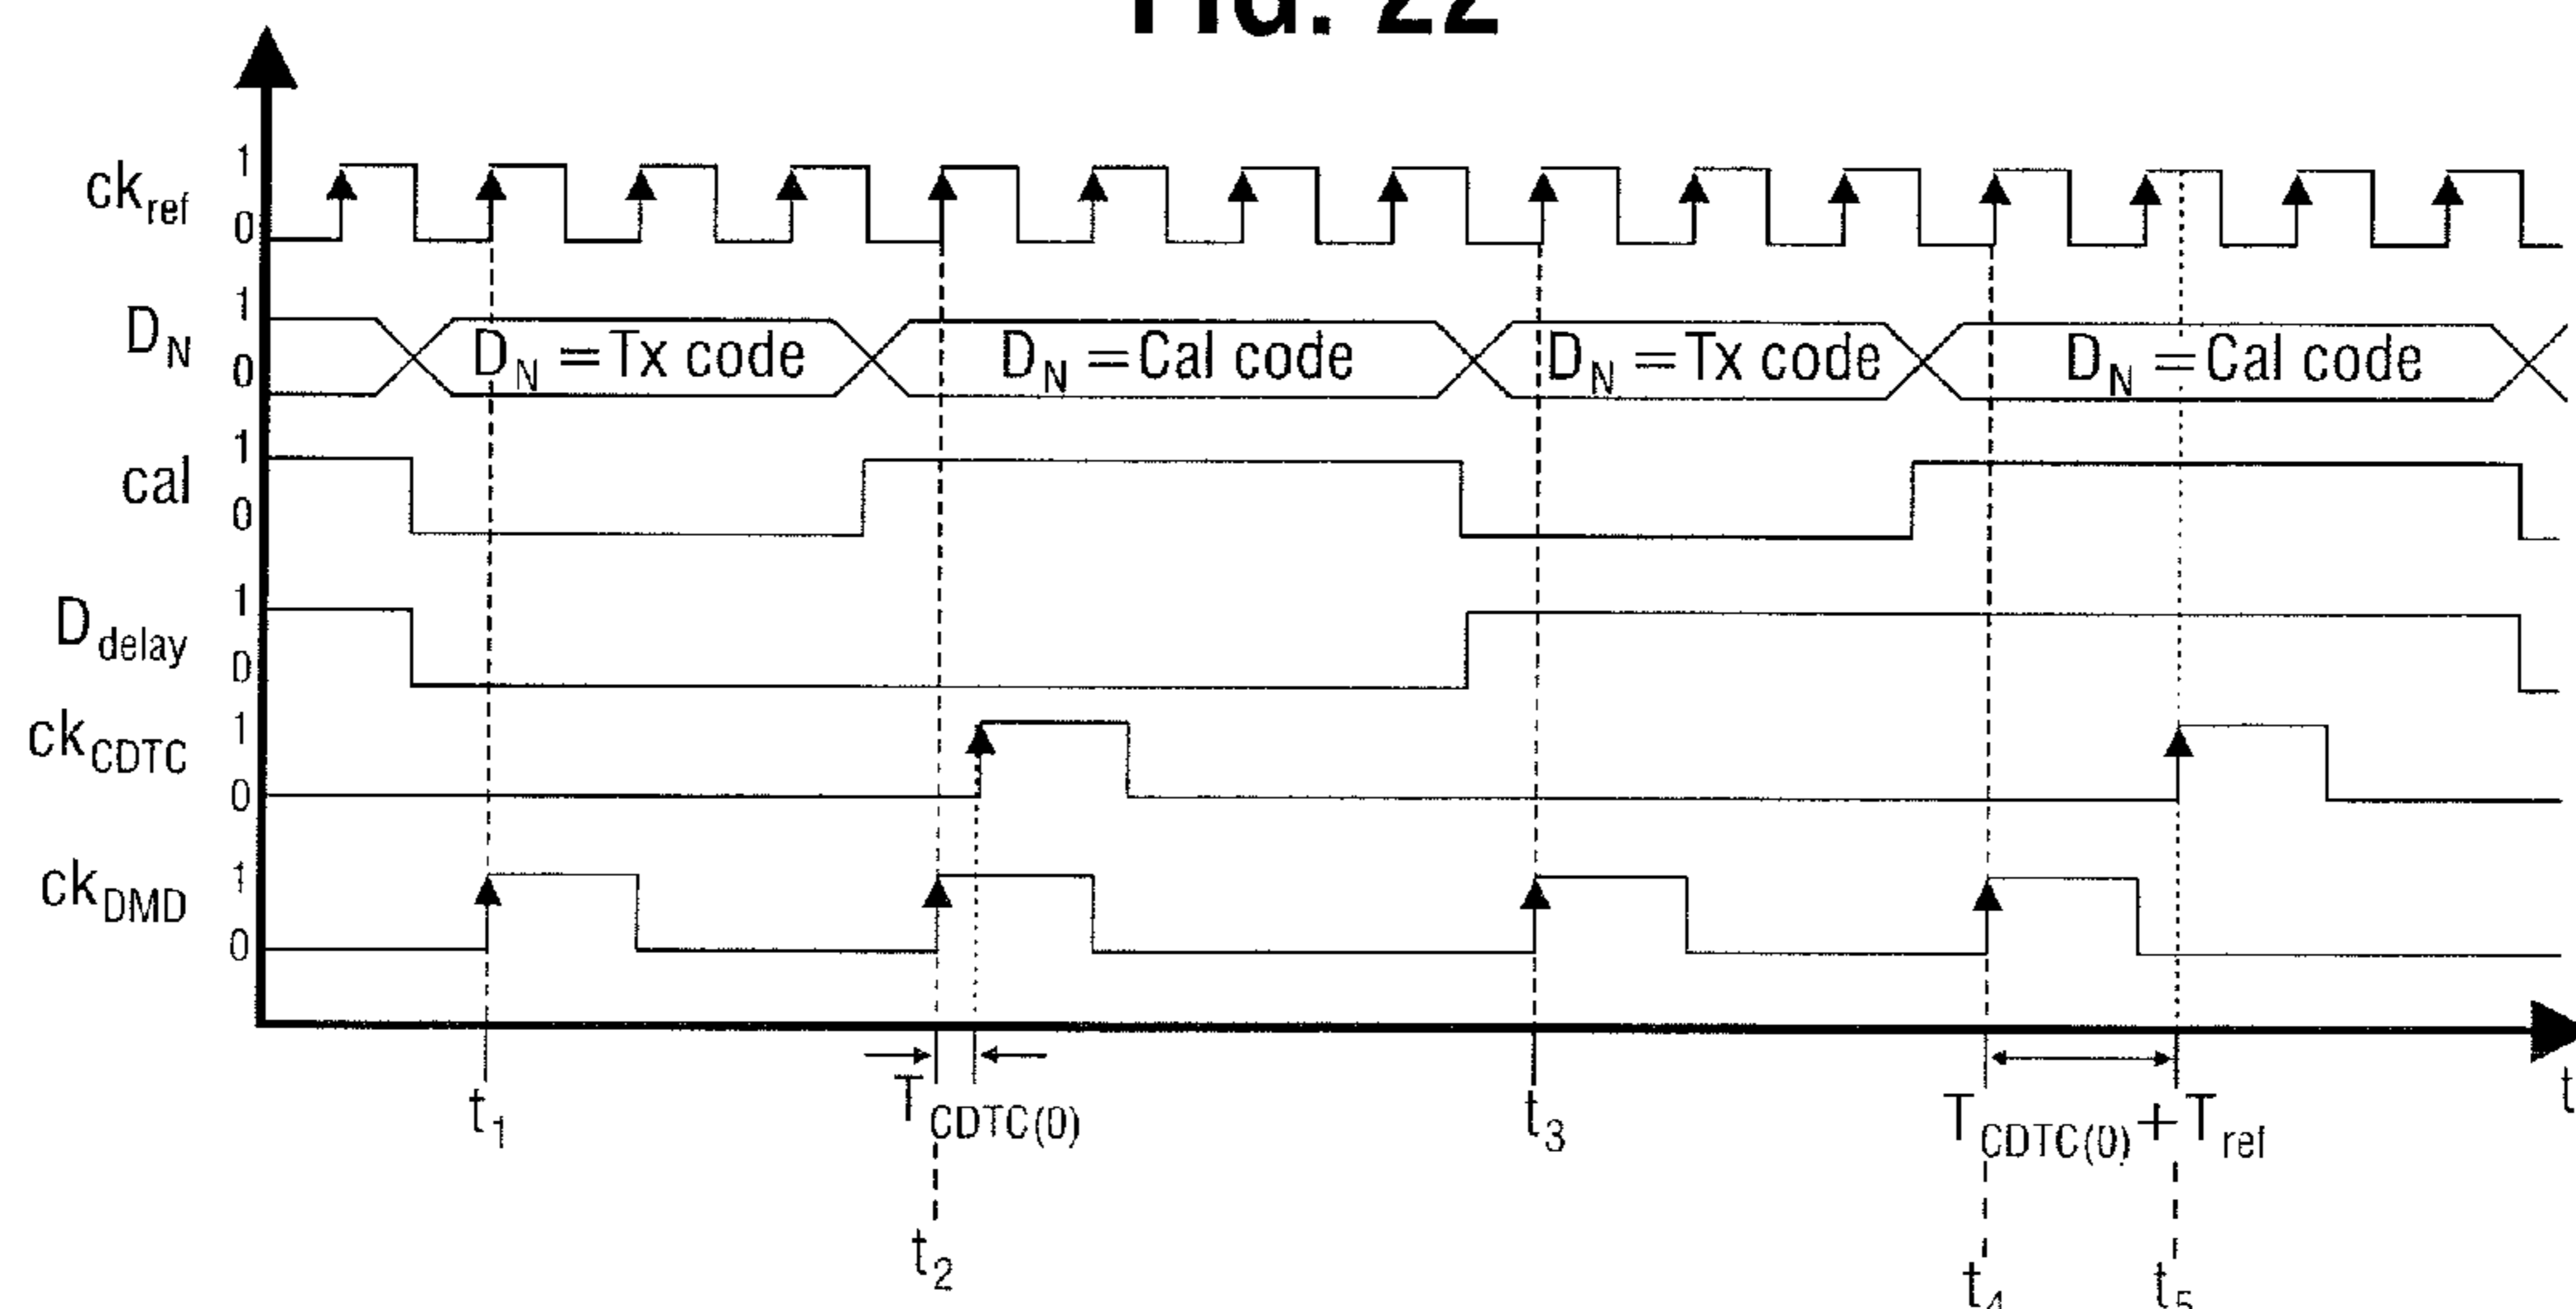 FIG. 22
ck_ref 1 0
D_N 1 0 D_N = Tx code D_N = Cal code D_N = Tx code D_N = Cal code
cal 1 0
D_delay 1 0
ck_CDTC 1 0
ck_DMD 1 0
t
t_1 T_CDTC(0) t_3 T_CDTC(0) + T_ref
t_2 t_4 t_5